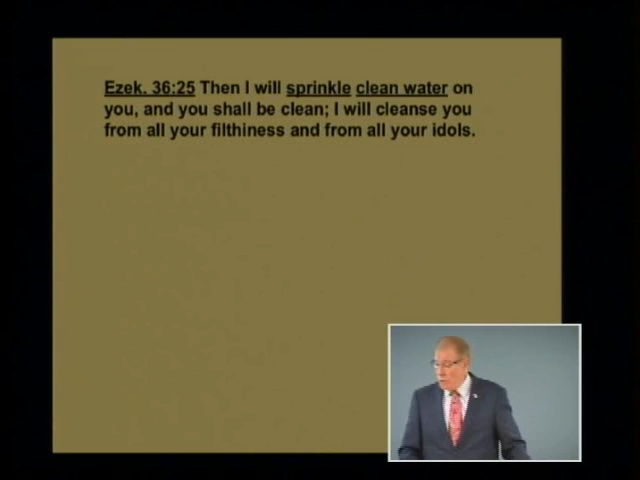 Ezek. 36:25 Then I will sprinkle clean water on
you, and you shall be clean; I will cleanse you
from all your filthiness and from all your idols.